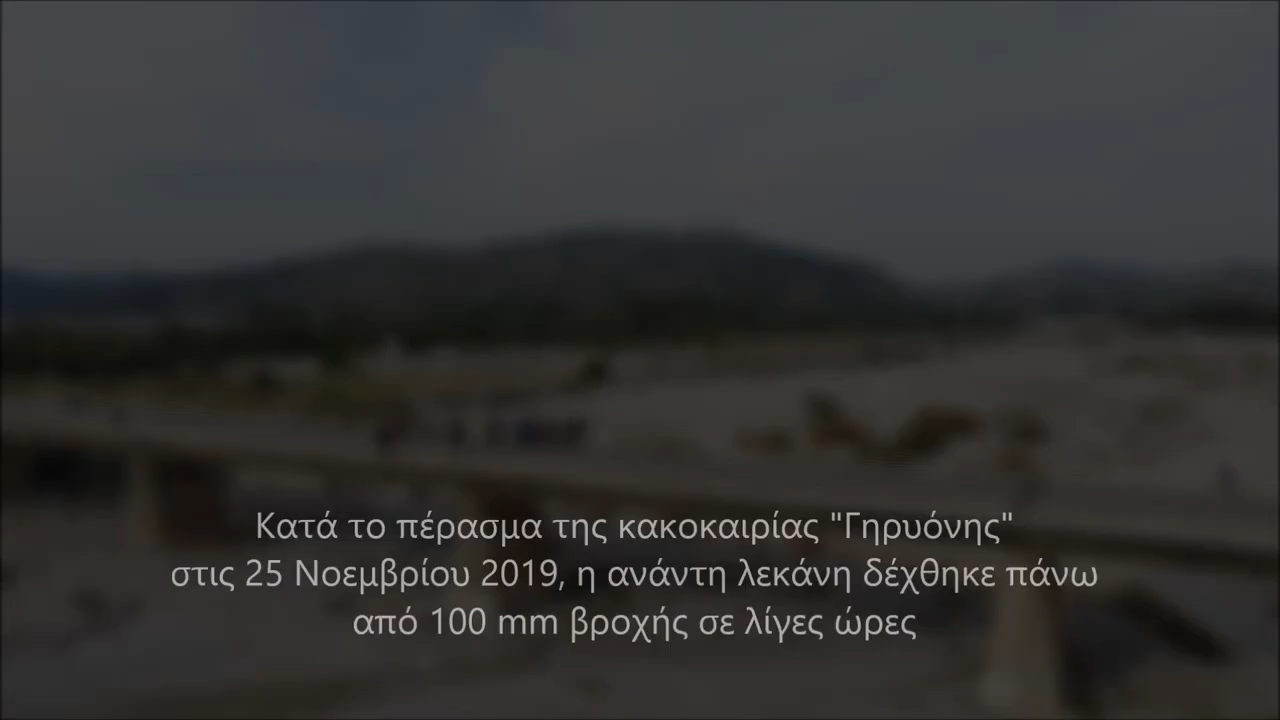 Κατά το πέρασμα της κακοκαιρίας "Γηρυόνης"
στις 25 Νοεμβρίου 2019, η ανάντη λεκάνη δέχθηκε πάνω
από 100 mm βροχής σε λίγες ώρες